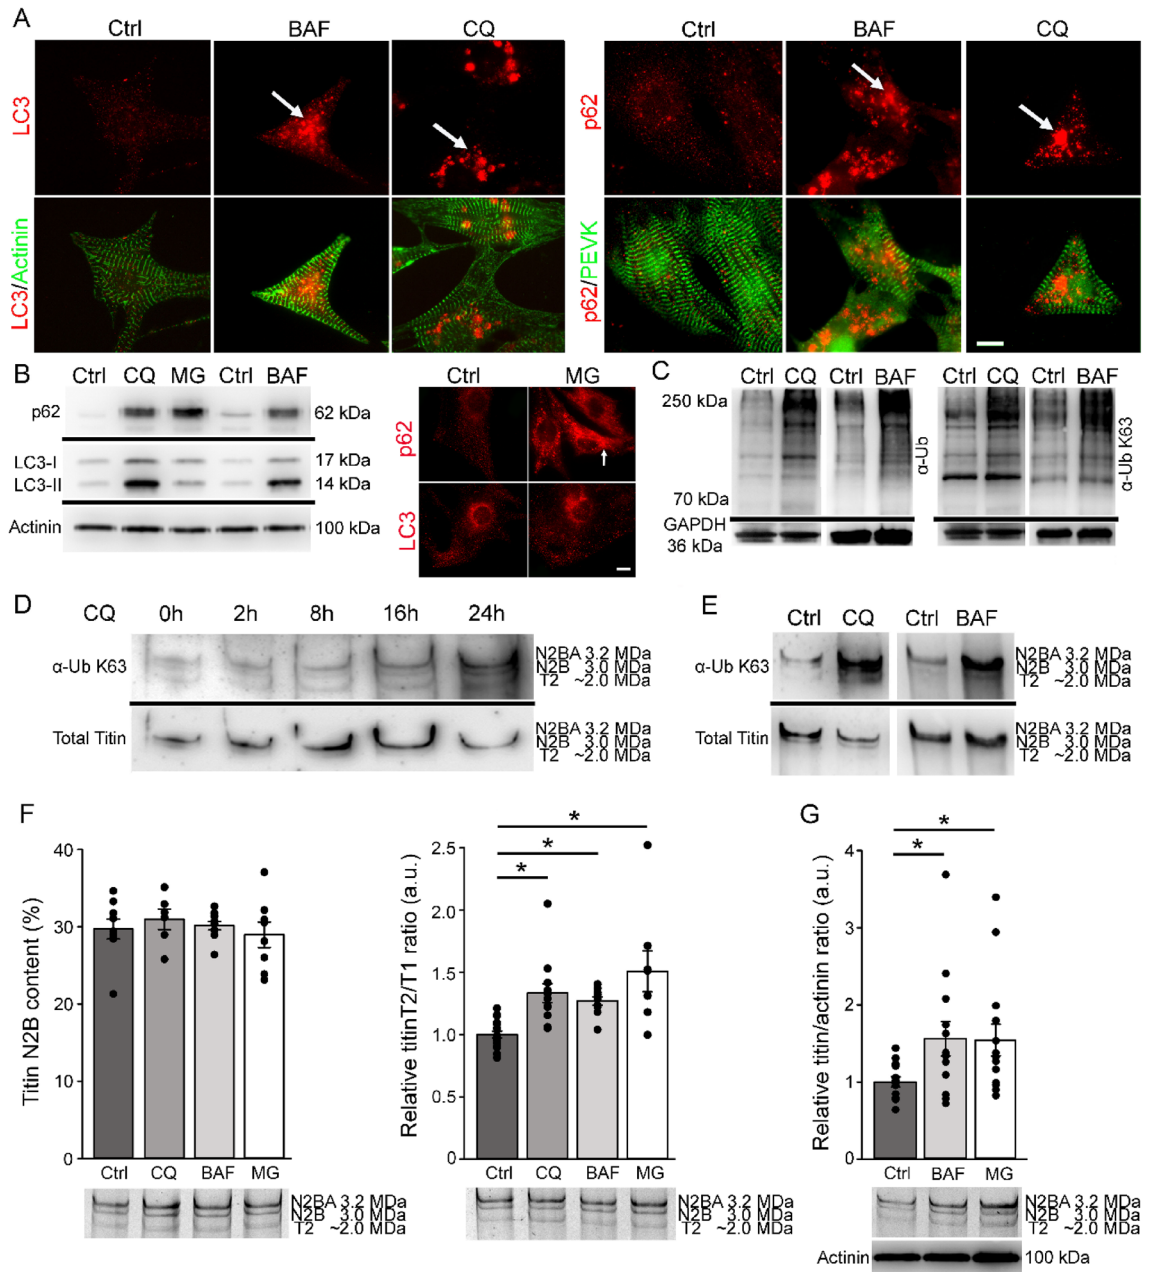 A
Ctrl BAF CQ Ctrl BAF CQ
LC3 p62
LC3/Actinin p62/PEVK
B
Ctrl CQ MG Ctrl BAF
p62 62 kDa
LC3-I 17 kDa
LC3-II 14 kDa
Actinin 100 kDa
Ctrl MG
p62
LC3
C
Ctrl CQ Ctrl BAF Ctrl CQ Ctrl BAF
250 kDa
α-Ub α-Ub K63
70 kDa
GAPDH
36 kDa
D
CQ 0h 2h 8h 16h 24h
α-Ub K63
N2BA 3.2 MDa
N2B 3.0 MDa
T2 ~2.0 MDa
Total Titin
N2BA 3.2 MDa
N2B 3.0 MDa
T2 ~2.0 MDa
E
Ctrl CQ Ctrl BAF
α-Ub K63
N2BA 3.2 MDa
N2B 3.0 MDa
T2 ~2.0 MDa
Total Titin
N2BA 3.2 MDa
N2B 3.0 MDa
T2 ~2.0 MDa
F
Titin N2B content (%)
40
30
20
10
0
Ctrl CQ BAF MG
N2BA 3.2 MDa
N2B 3.0 MDa
T2 ~2.0 MDa
Relative titinT2/T1 ratio (a.u.)
2.5
2.0
1.5
1.0
0.5
0
* * *
Ctrl CQ BAF MG
N2BA 3.2 MDa
N2B 3.0 MDa
T2 ~2.0 MDa
G
Relative titin/actinin ratio (a.u.)
4
3
2
1
0
* *
Ctrl BAF MG
N2BA 3.2 MDa
N2B 3.0 MDa
T2 ~2.0 MDa
Actinin 100 kDa